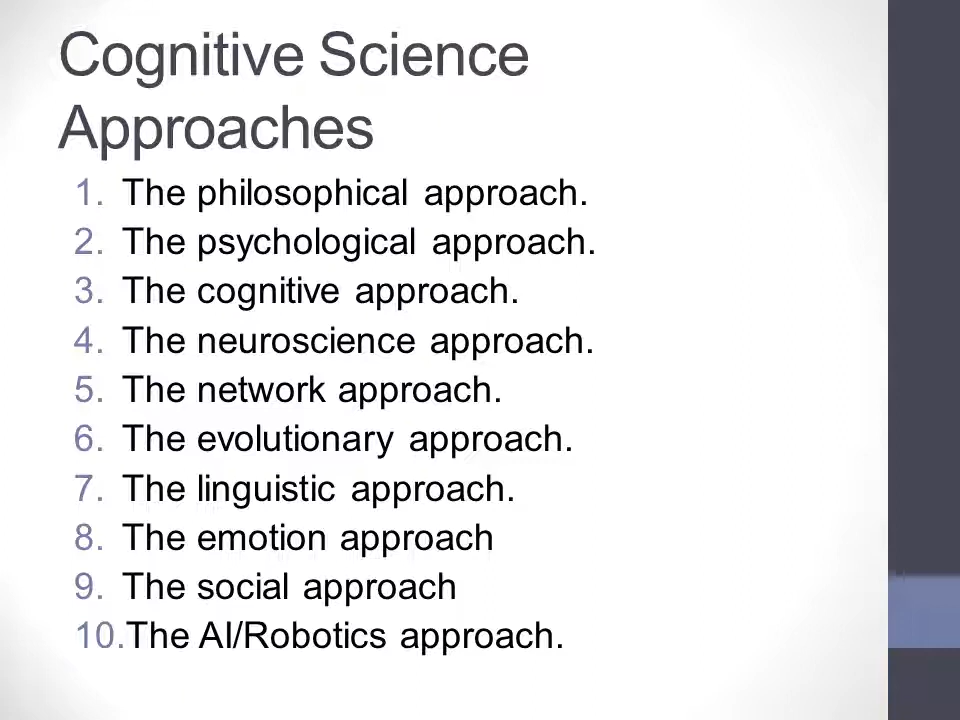 Cognitive Science
Approaches
1. The philosophical approach.
2. The psychological approach.
3. The cognitive approach.
4. The neuroscience approach.
5. The network approach.
6. The evolutionary approach.
7. The linguistic approach.
8. The emotion approach
9. The social approach
10.The AI/Robotics approach.